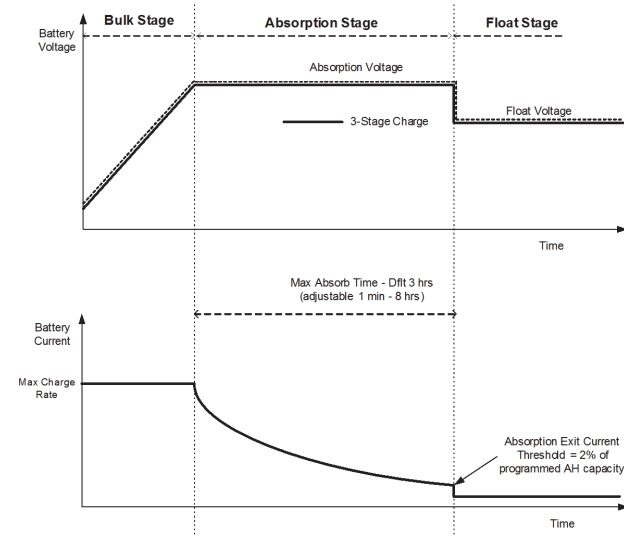 Bulk Stage
Absorption Stage
Float Stage
Battery
Voltage
Absorption Voltage
Float Voltage
3-Stage Charge
Time
Max Absorb Time - Dflt 3 hrs
(adjustable 1 min - 8 hrs)
Battery
Current
Max Charge
Rate
Absorption Exit Current
Threshold = 2% of
programmed AH capacity
Time